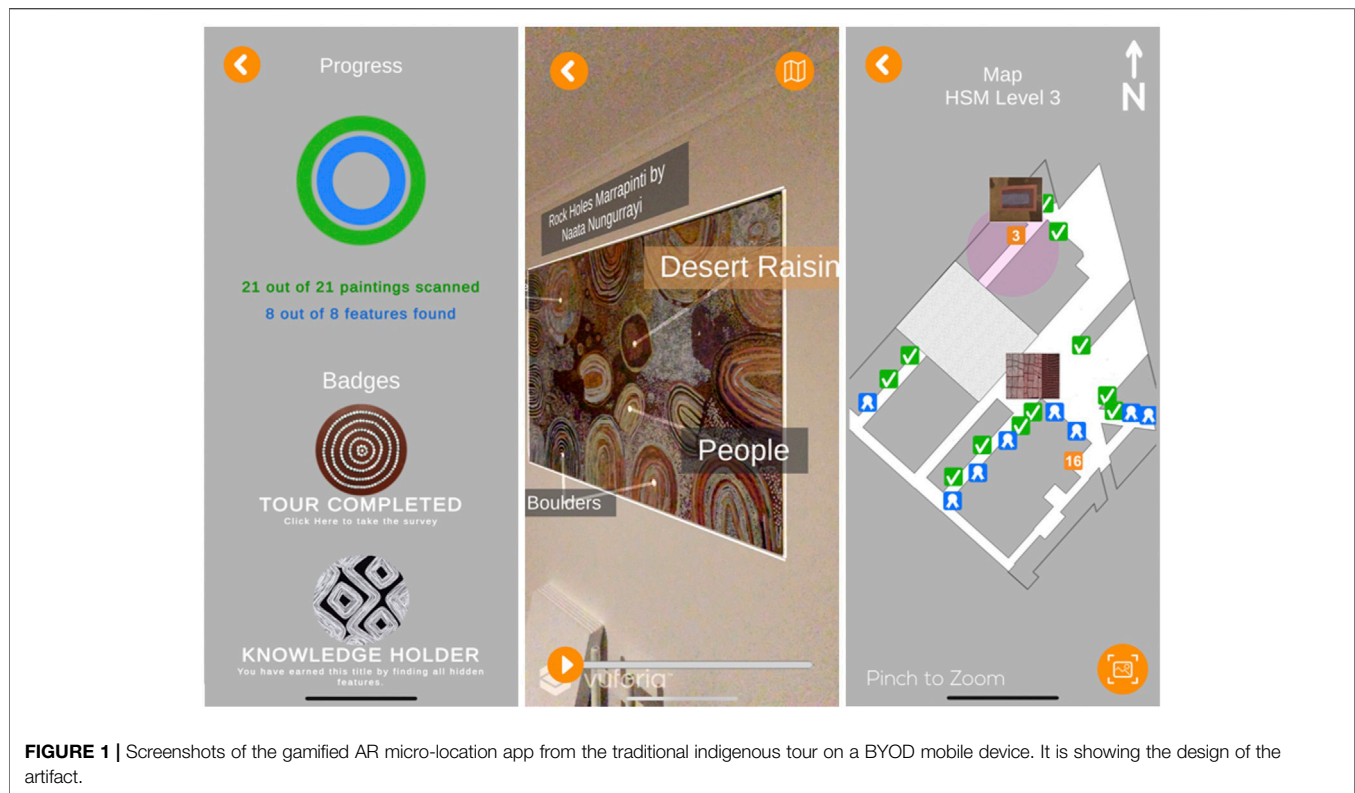 Progress
21 out of 21 paintings scanned
8 out of 8 features found
Badges
TOUR COMPLETED
Click Here to take the survey
KNOWLEDGE HOLDER
You have earned this title by finding all hidden
features.
Rock Holes Marrapinti by
Naata Nungurrayi
Desert Raisin
People
Boulders
vuforia™
Map
HSM Level 3
N
3
16
Pinch to Zoom
FIGURE 1 | Screenshots of the gamified AR micro-location app from the traditional indigenous tour on a BYOD mobile device. It is showing the design of the
artifact.